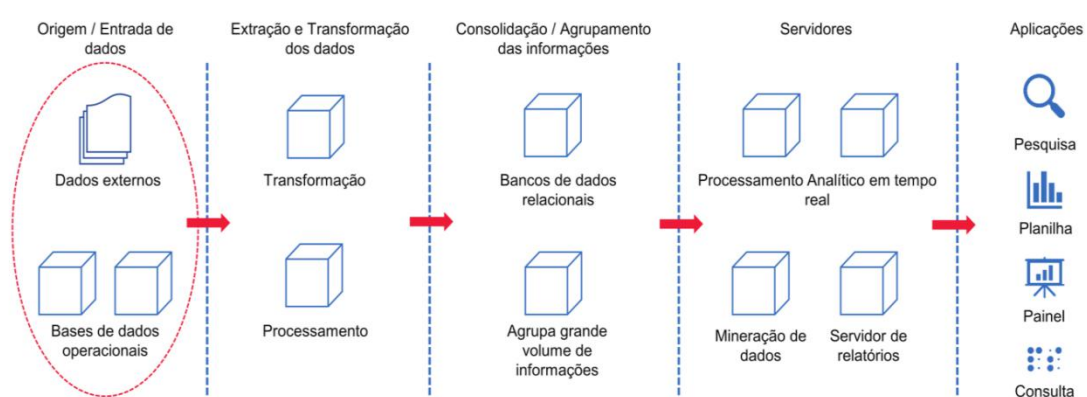 Origem / Entrada de
dados
Extração e Transformação
dos dados
Consolidação / Agrupamento
das informações
Servidores
Aplicações
Dados externos
Bases de dados
operacionais
Transformação
Processamento
Bancos de dados
relacionais
Agrupa grande
volume de
informações
Processamento Analítico em tempo
real
Mineração de
dados
Servidor de
relatórios
Pesquisa
Planilha
Painel
Consulta